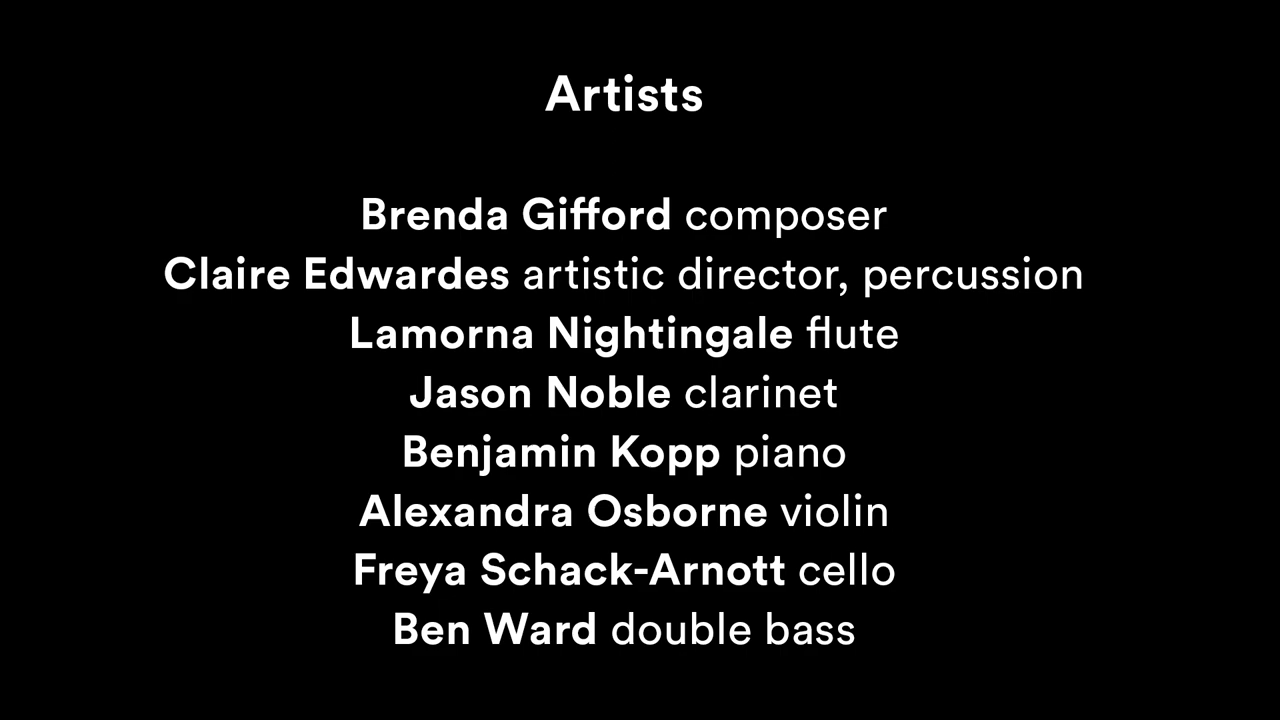 Artists
Brenda Gifford composer
Claire Edwardes artistic director, percussion
Lamorna Nightingale flute
Jason Noble clarinet
Benjamin Kopp piano
Alexandra Osborne violin
Freya Schack-Arnott cello
Ben Ward double bass